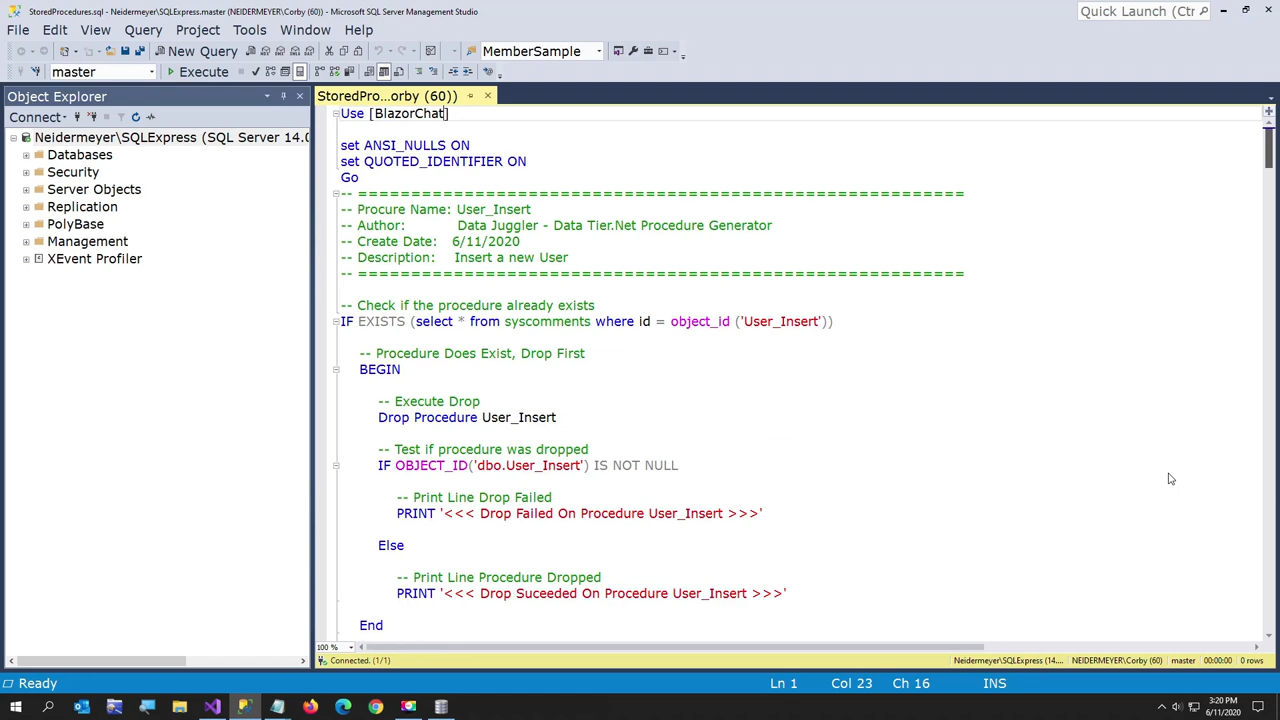 StoredProcedures.sql - Neidermeyer\SQLExpress.master (NEIDERMEYER\Corby (60)) - Microsoft SQL Server Management Studio
Quick Launch (Ctr
File Edit View Query Project Tools Window Help
New Query
MemberSample
master
Execute
Object Explorer
StoredPro...orby (60))
Connect
Neidermeyer\SQLExpress (SQL Server 14.0
Databases
Security
Server Objects
Replication
PolyBase
Management
XEvent Profiler
Use [BlazorChat]
set ANSI_NULLS ON
set QUOTED_IDENTIFIER ON
Go
-- =========================================================
-- Procure Name: User_Insert
-- Author: Data Juggler - Data Tier.Net Procedure Generator
-- Create Date: 6/11/2020
-- Description: Insert a new User
-- =========================================================
-- Check if the procedure already exists
IF EXISTS (select * from syscomments where id = object_id ('User_Insert'))
-- Procedure Does Exist, Drop First
BEGIN
-- Execute Drop
Drop Procedure User_Insert
-- Test if procedure was dropped
IF OBJECT_ID('dbo.User_Insert') IS NOT NULL
-- Print Line Drop Failed
PRINT '<<< Drop Failed On Procedure User_Insert >>>'
Else
-- Print Line Procedure Dropped
PRINT '<<< Drop Suceeded On Procedure User_Insert >>>'
End
100 %
Connected. (1/1)
Neidermeyer\SQLExpress (14.... NEIDERMEYER\Corby (60) master 00:00:00 0 rows
Ready
Ln 1 Col 23 Ch 16 INS
3:20 PM
6/11/2020